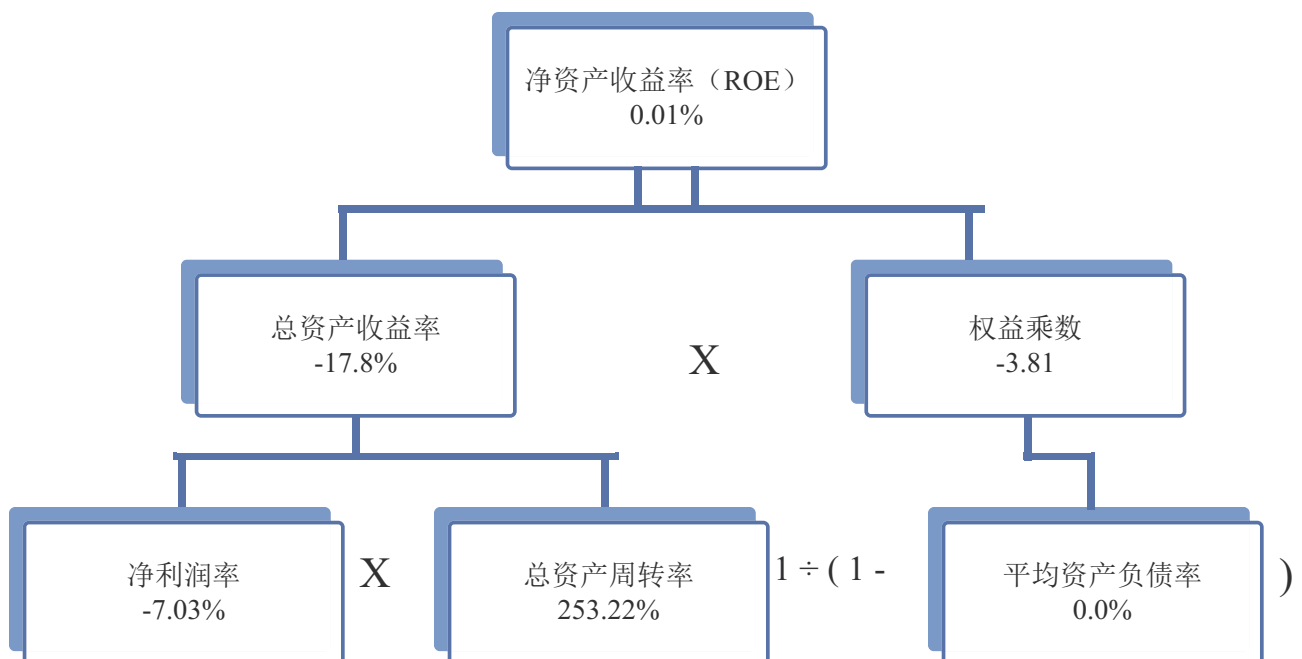 净资产收益率（ROE）
0.01%
总资产收益率
-17.8%
X
权益乘数
-3.81
净利润率
-7.03%
X
总资产周转率
253.22%
1 ÷ ( 1 -
平均资产负债率
0.0%
)